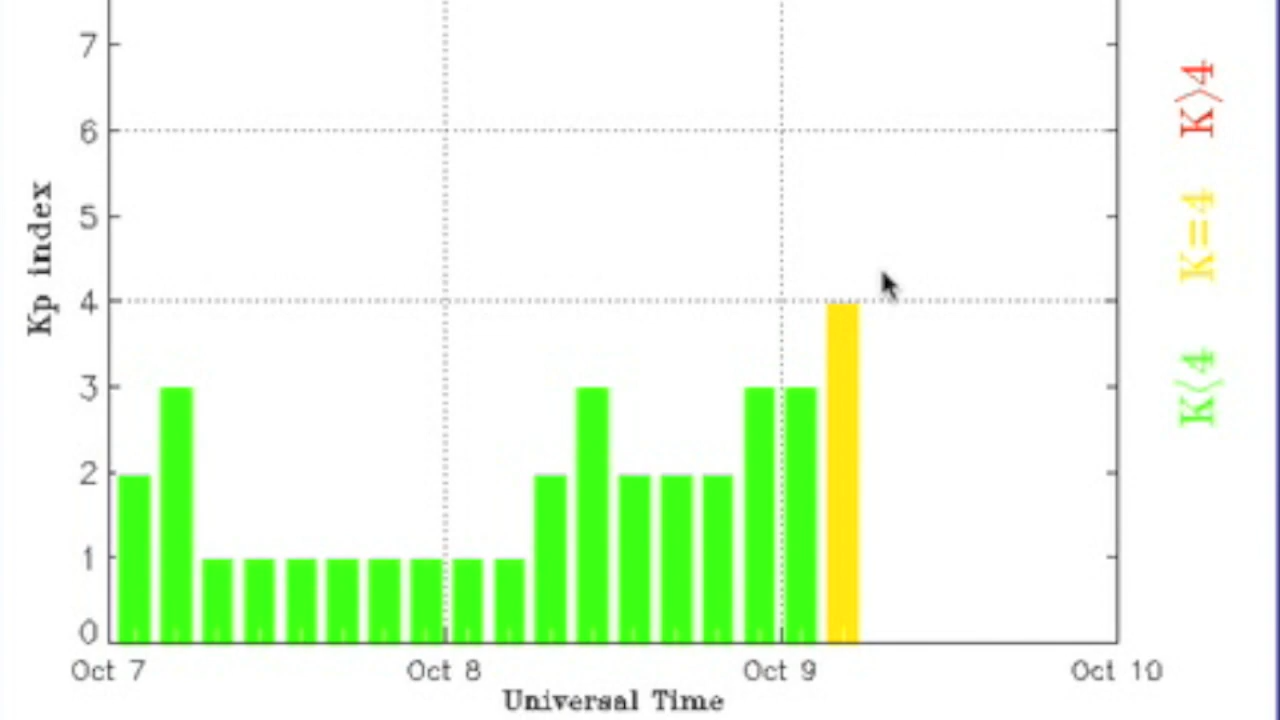 7
6
5
4
3
2
1
0
Kp index
Oct 7
Oct 8
Oct 9
Oct 10
Universal Time
K>4
K=4
K<4